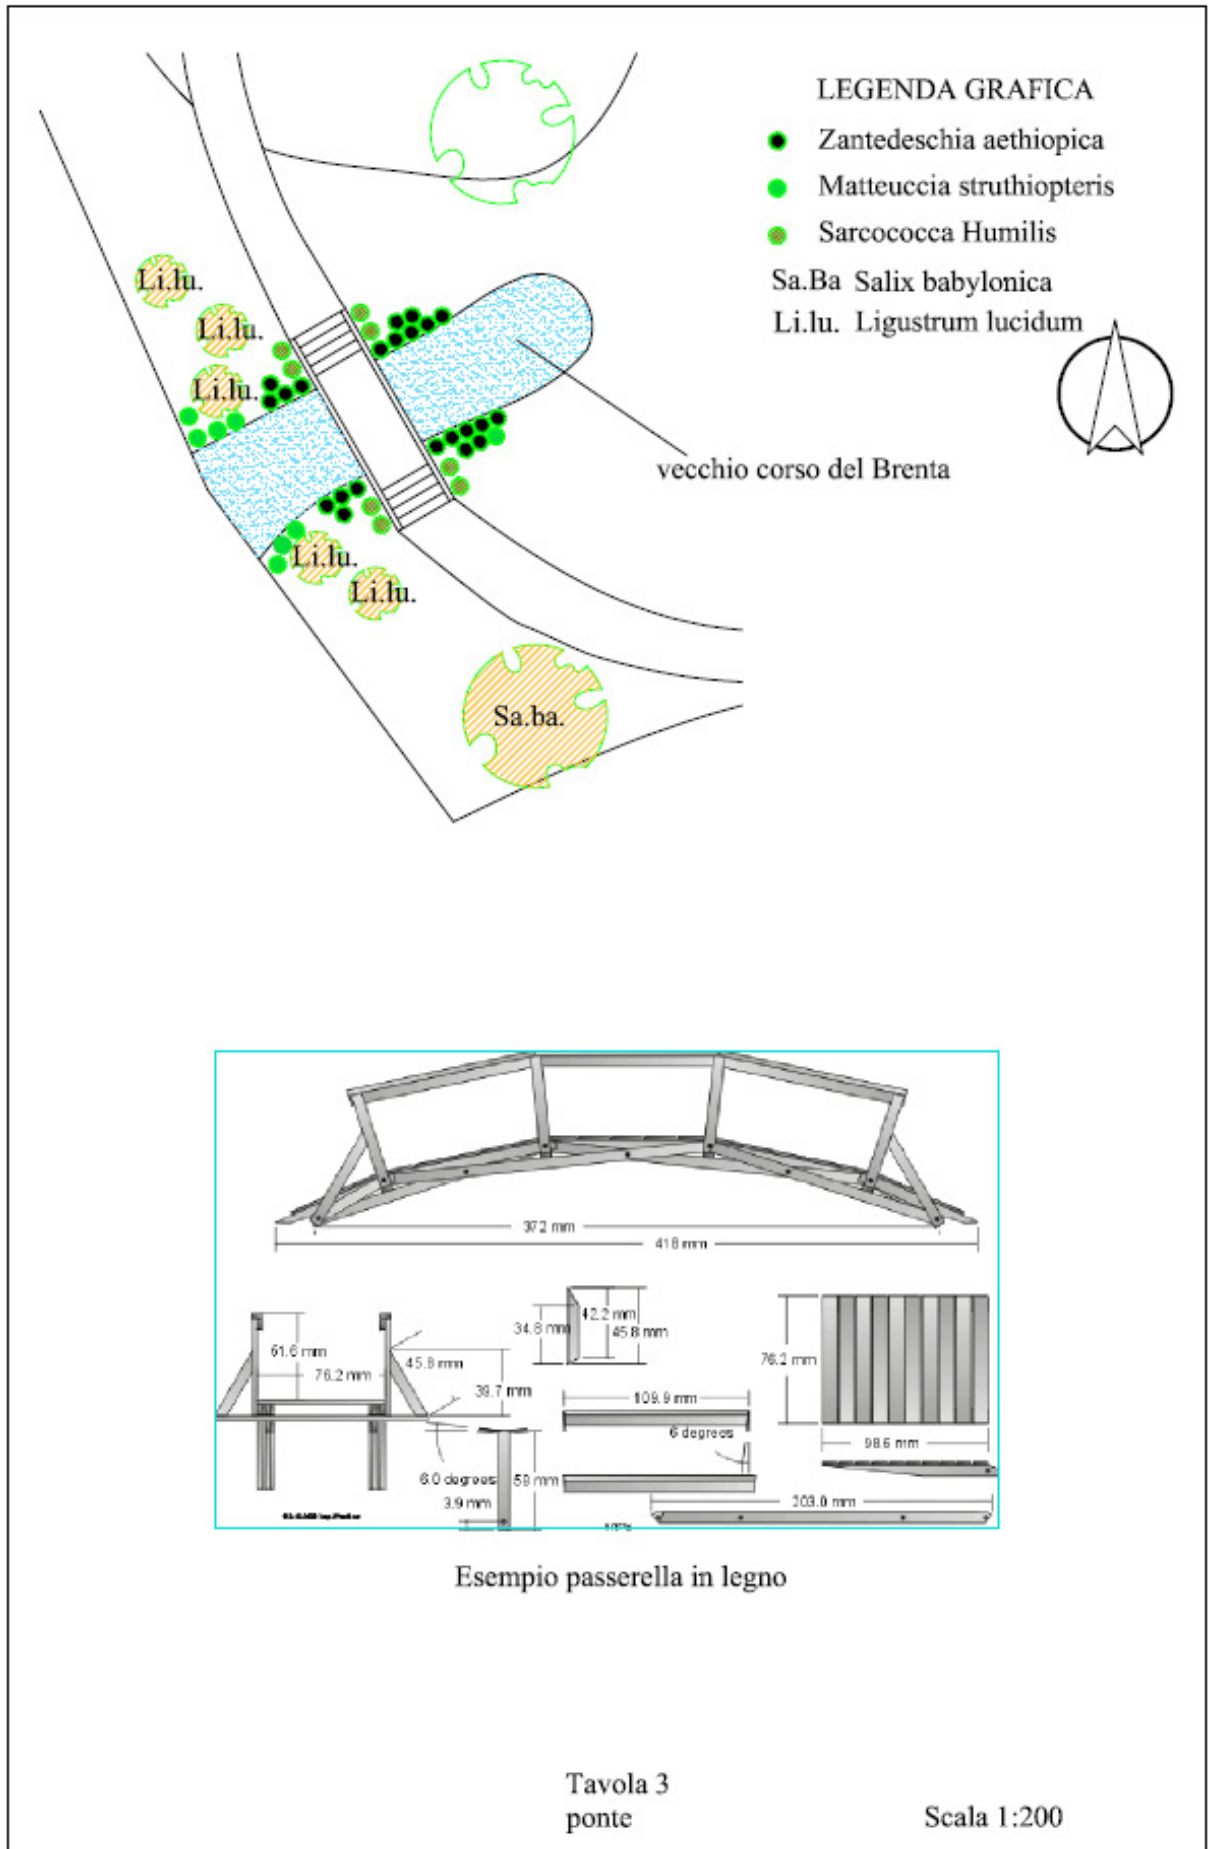 LEGENDA GRAFICA
Zantedeschia aethiopica
Matteuccia struthiopteris
Sarcococca Humilis
Sa.Ba Salix babylonica
Li.lu. Ligustrum lucidum
Li.lu.
Li.lu.
Li.lu.
vecchio corso del Brenta
Li.lu.
Li.lu.
Sa.ba.
372 mm
418 mm
61.6 mm
76.2 mm
45.8 mm
39.7 mm
34.8 mm
42.2 mm
45.8 mm
76.2 mm
98.6 mm
109.9 mm
6 degrees
6.0 degrees
59 mm
3.9 mm
203.0 mm
Esempio passerella in legno
Tavola 3
ponte
Scala 1:200